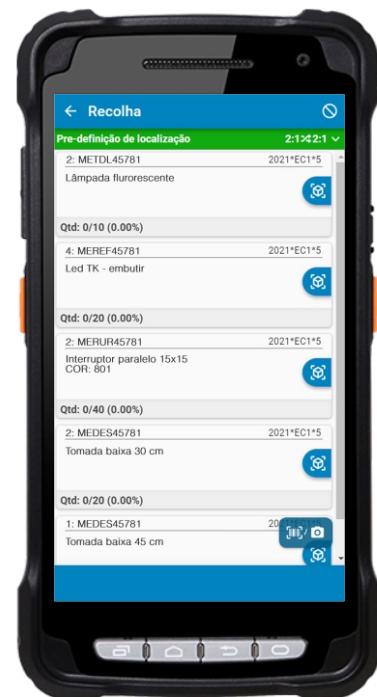 Recolha
Pre-definição de localização 2:1 2:1
2: METDL45781 2021*EC1*5
Lâmpada flurorescente
Qtd: 0/10 (0.00%)
4: MEREF45781 2021*EC1*5
Led TK - embutir
Qtd: 0/20 (0.00%)
2: MERUR45781 2021*EC1*5
Interruptor paralelo 15x15
COR: 801
Qtd: 0/40 (0.00%)
2: MEDES45781 2021*EC1*5
Tomada baixa 30 cm
Qtd: 0/20 (0.00%)
1: MEDES45781
Tomada baixa 45 cm